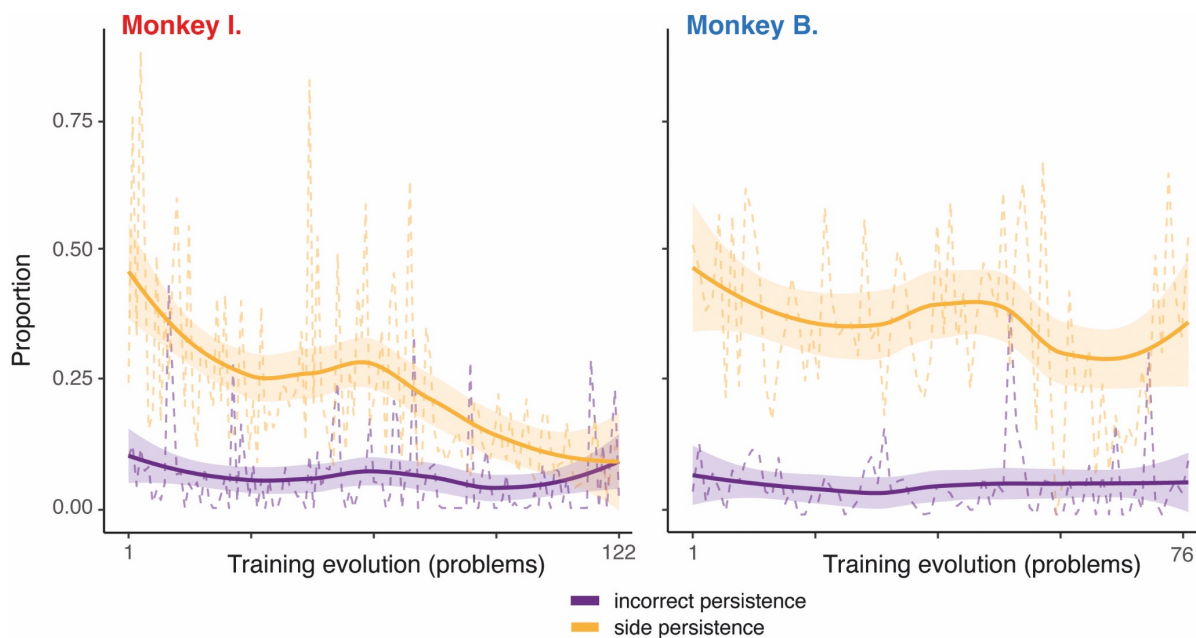 Monkey I.
Monkey B.
Proportion
0.75
0.50
0.25
0.00
1
122
Training evolution (problems)
1
76
Training evolution (problems)
incorrect persistence
side persistence